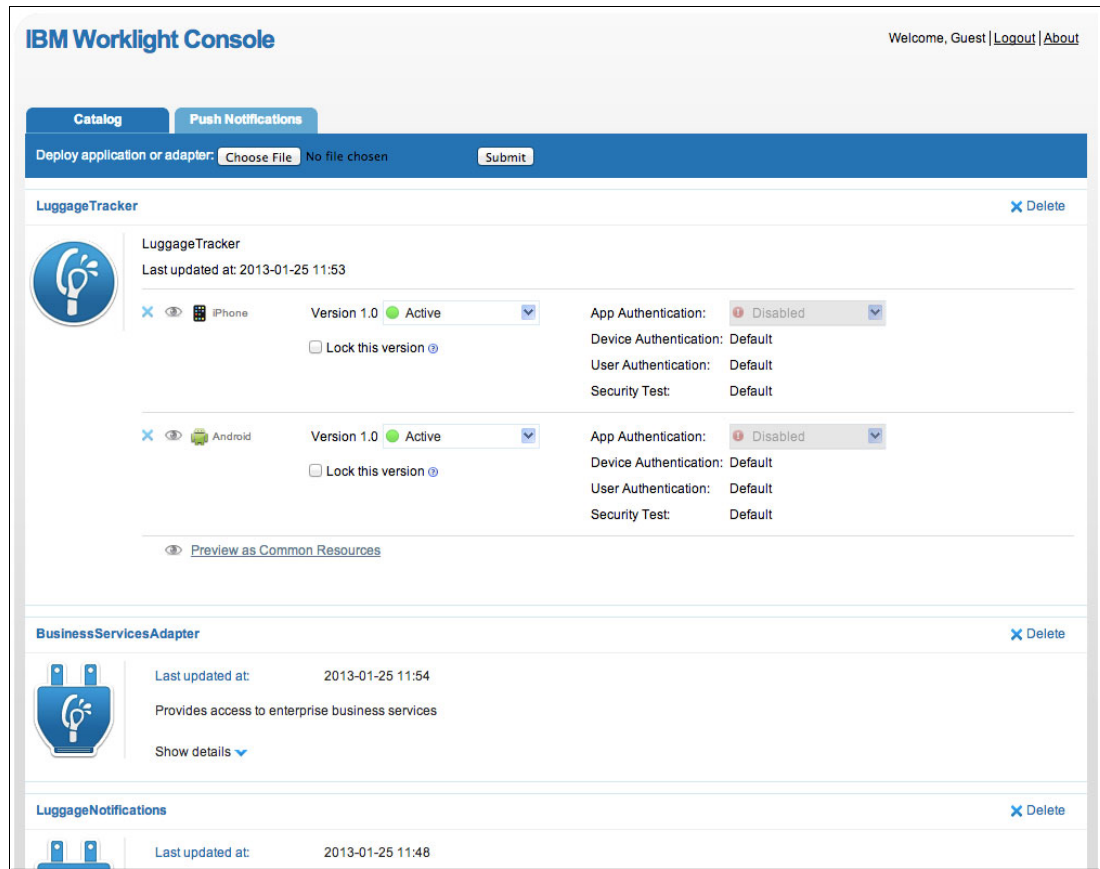 IBM Worklight Console
Welcome, Guest | Logout | About
Catalog
Push Notifications
Deploy application or adapter: Choose File No file chosen Submit
LuggageTracker
Delete
LuggageTracker
Last updated at: 2013-01-25 11:53
iPhone
Version 1.0 Active
Lock this version
App Authentication: Disabled
Device Authentication: Default
User Authentication: Default
Security Test: Default
Android
Version 1.0 Active
Lock this version
App Authentication: Disabled
Device Authentication: Default
User Authentication: Default
Security Test: Default
Preview as Common Resources
BusinessServicesAdapter
Delete
Last updated at: 2013-01-25 11:54
Provides access to enterprise business services
Show details
LuggageNotifications
Delete
Last updated at: 2013-01-25 11:48